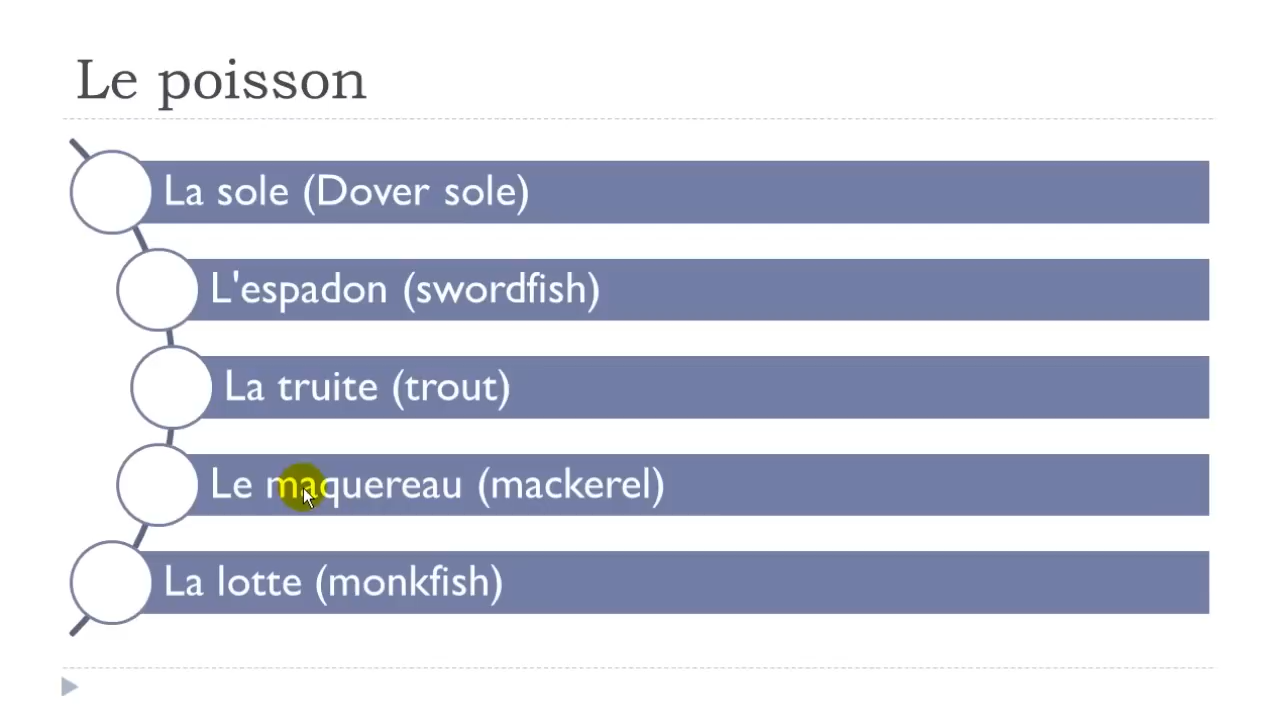 Le poisson
La sole (Dover sole)
L'espadon (swordfish)
La truite (trout)
Le maquereau (mackerel)
La lotte (monkfish)